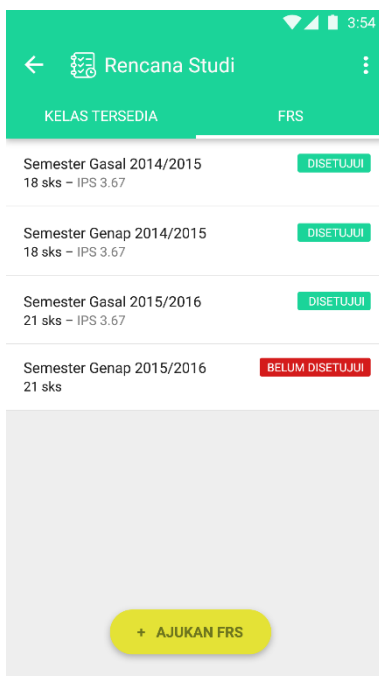 3:54
Rencana Studi
KELAS TERSEDIA FRS
Semester Gasal 2014/2015 DISETUJUI
18 sks – IPS 3.67
Semester Genap 2014/2015 DISETUJUI
18 sks – IPS 3.67
Semester Gasal 2015/2016 DISETUJUI
21 sks – IPS 3.67
Semester Genap 2015/2016 BELUM DISETUJUI
21 sks
+ AJUKAN FRS